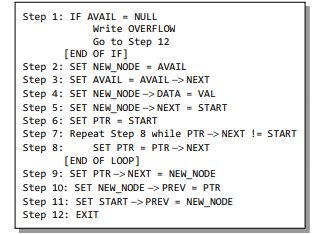 Step 1: IF AVAIL = NULL
Write OVERFLOW
Go to Step 12
[END OF IF]
Step 2: SET NEW_NODE = AVAIL
Step 3: SET AVAIL = AVAIL->NEXT
Step 4: SET NEW_NODE->DATA = VAL
Step 5: SET NEW_NODE->NEXT = START
Step 6: SET PTR = START
Step 7: Repeat Step 8 while PTR->NEXT != START
Step 8: SET PTR = PTR->NEXT
[END OF LOOP]
Step 9: SET PTR->NEXT = NEW_NODE
Step 10: SET NEW_NODE->PREV = PTR
Step 11: SET START->PREV = NEW_NODE
Step 12: EXIT